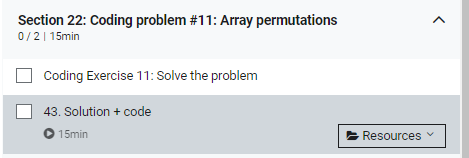 Section 22: Coding problem #11: Array permutations
0 / 2 | 15min
Coding Exercise 11: Solve the problem
43. Solution + code
15min
Resources